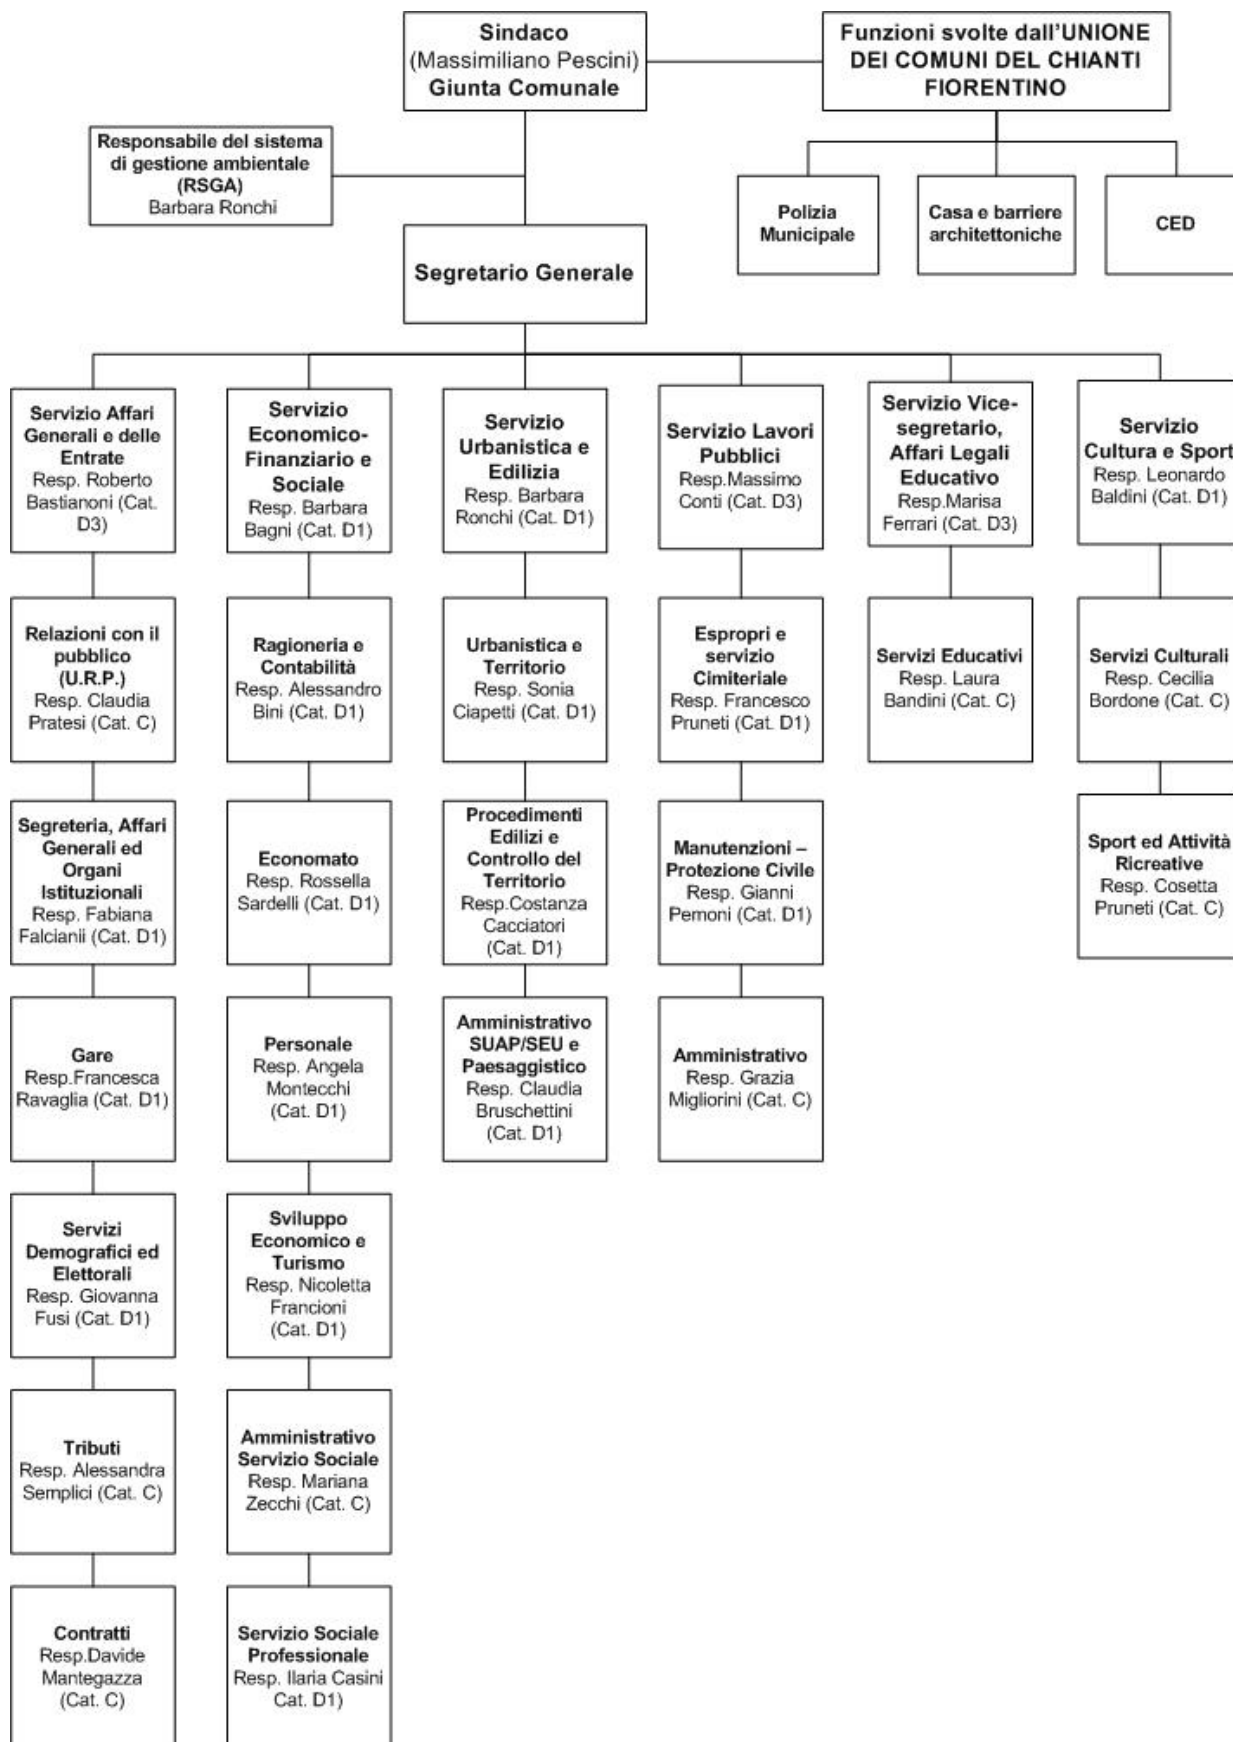 Sindaco
(Massimiliano Pescini)
Giunta Comunale
Funzioni svolte dall'UNIONE
DEI COMUNI DEL CHIANTI
FIORENTINO
Responsabile del sistema
di gestione ambientale
(RSGA)
Barbara Ronchi
Polizia
Municipale
Casa e barriere
architettoniche
CED
Segretario Generale
Servizio Affari
Generali e delle
Entrate
Resp. Roberto
Bastianoni (Cat.
D3)
Servizio
Economico-
Finanziario e
Sociale
Resp. Barbara
Bagni (Cat. D1)
Servizio
Urbanistica e
Edilizia
Resp. Barbara
Ronchi (Cat. D1)
Servizio Lavori
Pubblici
Resp.Massimo
Conti (Cat. D3)
Servizio Vice-
segretario,
Affari Legali
Educativo
Resp.Marisa
Ferrari (Cat. D3)
Servizio
Cultura e Sport
Resp. Leonardo
Baldini (Cat. D1)
Relazioni con il
pubblico
(U.R.P.)
Resp. Claudia
Pratesi (Cat. C)
Ragioneria e
Contabilità
Resp. Alessandro
Bini (Cat. D1)
Urbanistica e
Territorio
Resp. Sonia
Ciapetti (Cat. D1)
Espropri e
servizio
Cimiteriale
Resp. Francesco
Pruneti (Cat. D1)
Servizi Educativi
Resp. Laura
Bandini (Cat. C)
Servizi Culturali
Resp. Cecilia
Bordone (Cat. C)
Segreteria, Affari
Generali ed
Organi
Istituzionali
Resp. Fabiana
Falcianii (Cat. D1)
Economato
Resp. Rossella
Sardelli (Cat. D1)
Procedimenti
Edilizi e
Controllo del
Territorio
Resp.Costanza
Cacciatori
(Cat. D1)
Manutenzioni –
Protezione Civile
Resp. Gianni
Pemoni (Cat. D1)
Sport ed Attività
Ricreative
Resp. Cosetta
Pruneti (Cat. C)
Gare
Resp.Francesca
Ravaglia (Cat. D1)
Personale
Resp. Angela
Montecchi
(Cat. D1)
Amministrativo
SUAP/SEU e
Paesaggistico
Resp. Claudia
Bruschettini
(Cat. D1)
Amministrativo
Resp. Grazia
Migliorini (Cat. C)
Servizi
Demografici ed
Elettorali
Resp. Giovanna
Fusi (Cat. D1)
Sviluppo
Economico e
Turismo
Resp. Nicoletta
Francioni
(Cat. D1)
Tributi
Resp. Alessandra
Semplici (Cat. C)
Amministrativo
Servizio Sociale
Resp. Mariana
Zecchi (Cat. C)
Contratti
Resp.Davide
Mantegazza
(Cat. C)
Servizio Sociale
Professionale
Resp. Ilaria Casini
Cat. D1)